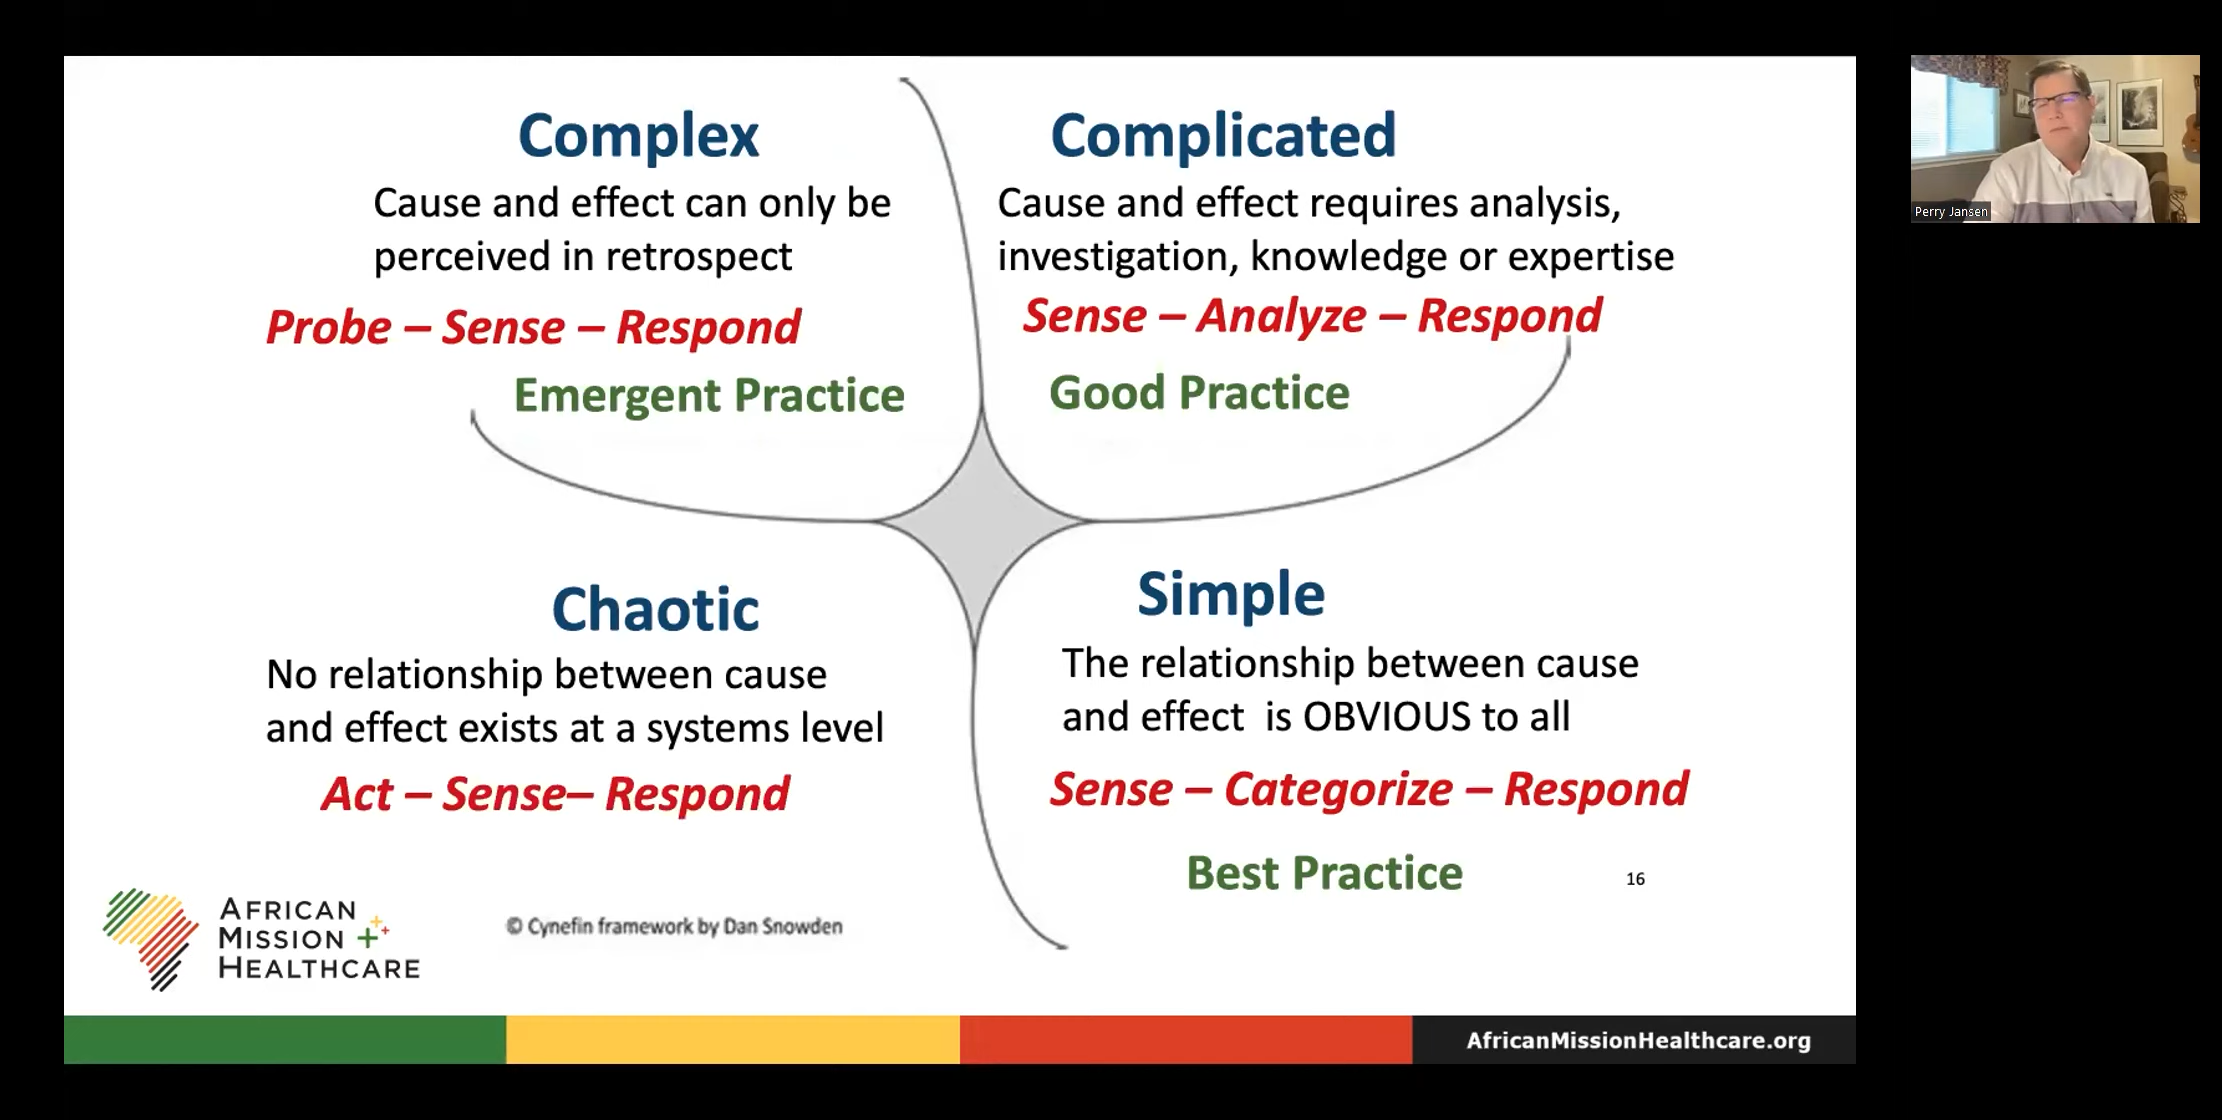 Complex
Cause and effect can only be
perceived in retrospect
Probe – Sense – Respond
Emergent Practice
Complicated
Cause and effect requires analysis,
investigation, knowledge or expertise
Sense – Analyze – Respond
Good Practice
Chaotic
No relationship between cause
and effect exists at a systems level
Act – Sense– Respond
Simple
The relationship between cause
and effect  is OBVIOUS to all
Sense – Categorize – Respond
Best Practice
16
AFRICAN
MISSION
HEALTHCARE
© Cynefin framework by Dan Snowden
AfricanMissionHealthcare.org
Perry Jansen